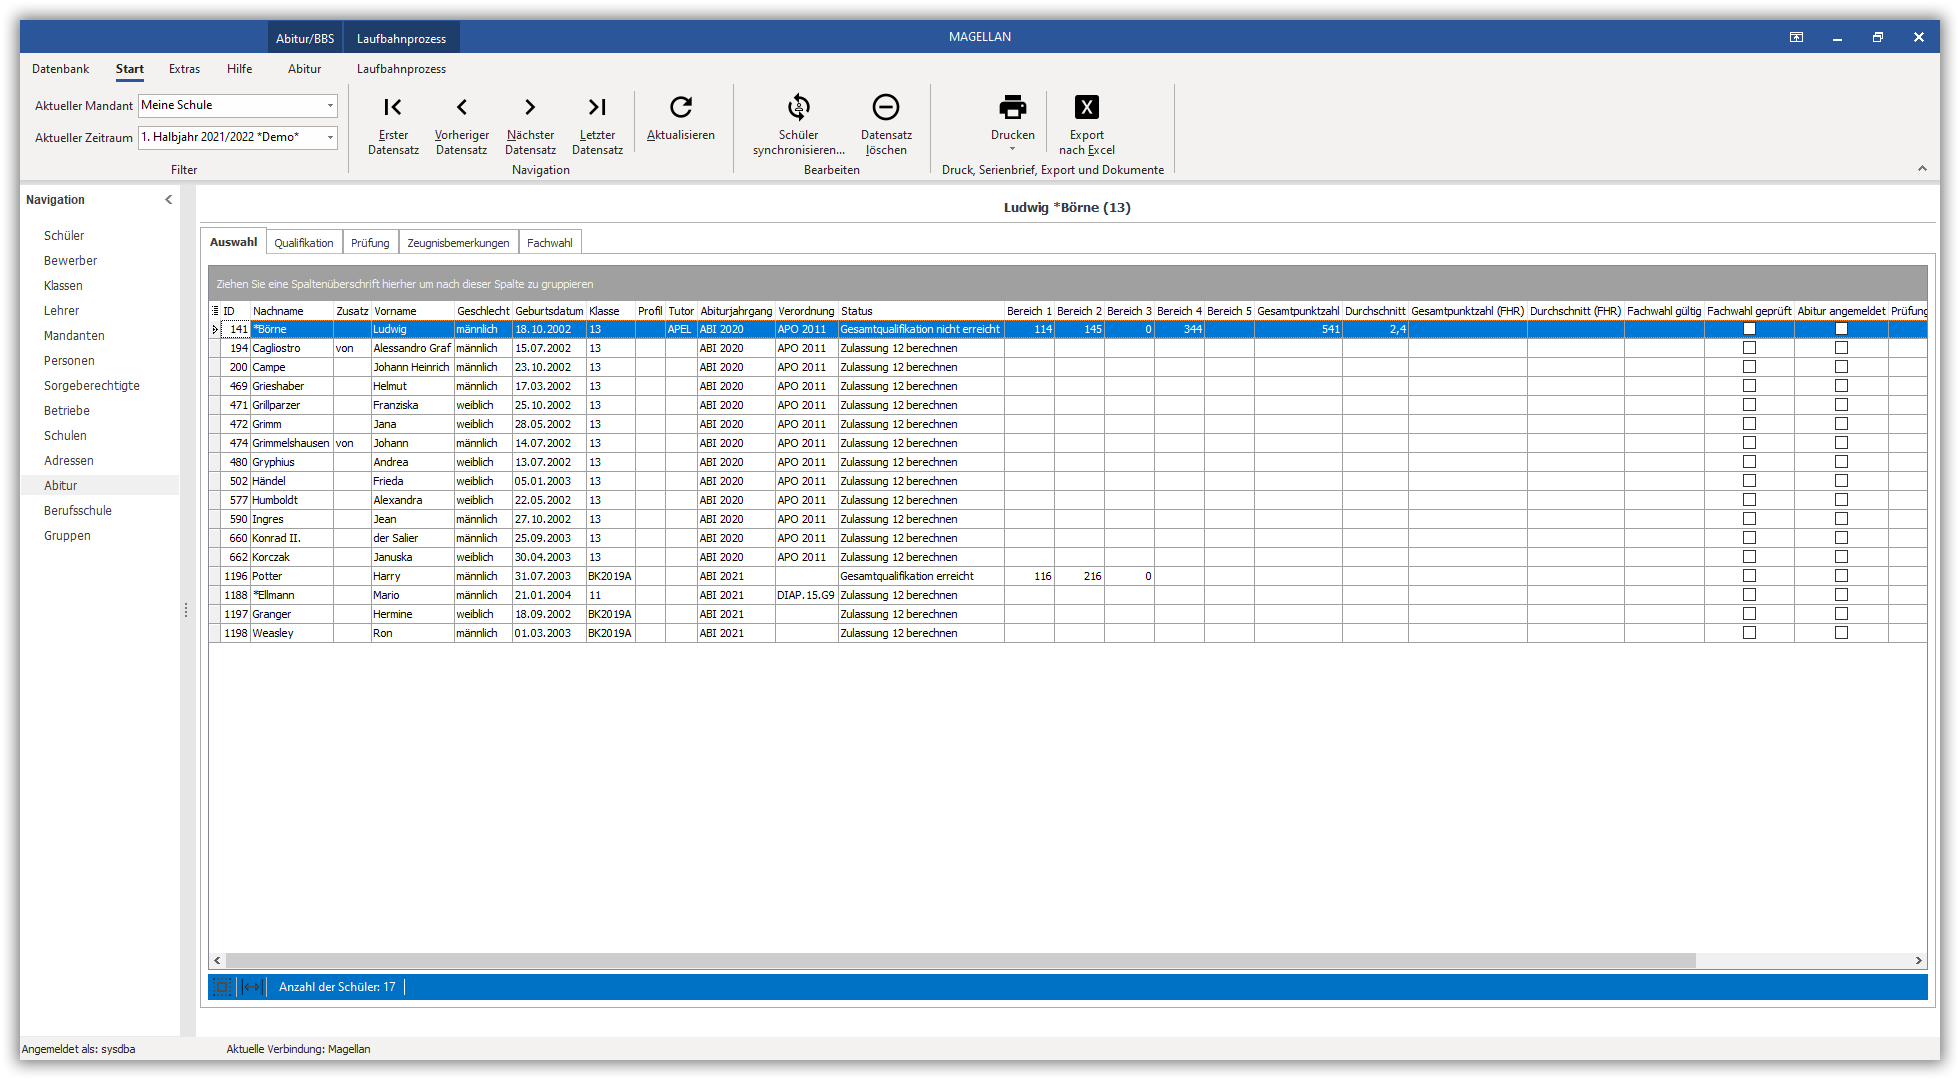 Abitur/BBS Laufbahnprozess MAGELLAN
Datenbank Start Extras Hilfe Abitur Laufbahnprozess
Aktueller Mandant Meine Schule
Aktueller Zeitraum 1. Halbjahr 2021/2022 *Demo*
Filter
Erster Datensatz
Vorheriger Datensatz
Nächster Datensatz
Letzter Datensatz
Aktualisieren
Navigation
Schüler synchronisieren...
Datensatz löschen
Bearbeiten
Drucken
Export nach Excel
Druck, Serienbrief, Export und Dokumente
Navigation
Schüler
Bewerber
Klassen
Lehrer
Mandanten
Personen
Sorgeberechtigte
Betriebe
Schulen
Adressen
Abitur
Berufsschule
Gruppen
Ludwig *Börne (13)
Auswahl Qualifikation Prüfung Zeugnisbemerkungen Fachwahl
Ziehen Sie eine Spaltenüberschrift hierher um nach dieser Spalte zu gruppieren
ID Nachname Zusatz Vorname Geschlecht Geburtsdatum Klasse Profil Tutor Abiturjahrgang Verordnung Status Bereich 1 Bereich 2 Bereich 3 Bereich 4 Bereich 5 Gesamtpunktzahl Durchschnitt Gesamtpunktzahl (FHR) Durchschnitt (FHR) Fachwahl gültig Fachwahl geprüft Abitur angemeldet Prüfung
141 *Börne Ludwig männlich 18.10.2002 13 APEL ABI 2020 APO 2011 Gesamtqualifikation nicht erreicht 114 145 0 344 541 2,4
194 Cagliostro von Alessandro Graf männlich 15.07.2002 13 ABI 2020 APO 2011 Zulassung 12 berechnen
200 Campe Johann Heinrich männlich 23.10.2002 13 ABI 2020 APO 2011 Zulassung 12 berechnen
469 Grieshaber Helmut männlich 17.03.2002 13 ABI 2020 APO 2011 Zulassung 12 berechnen
471 Grillparzer Franziska weiblich 25.10.2002 13 ABI 2020 APO 2011 Zulassung 12 berechnen
472 Grimm Jana weiblich 28.05.2002 13 ABI 2020 APO 2011 Zulassung 12 berechnen
474 Grimmelshausen von Johann männlich 14.07.2002 13 ABI 2020 APO 2011 Zulassung 12 berechnen
480 Gryphius Andrea weiblich 13.07.2002 13 ABI 2020 APO 2011 Zulassung 12 berechnen
502 Händel Frieda weiblich 05.01.2003 13 ABI 2020 APO 2011 Zulassung 12 berechnen
577 Humboldt Alexandra weiblich 22.05.2002 13 ABI 2020 APO 2011 Zulassung 12 berechnen
590 Ingres Jean männlich 27.10.2002 13 ABI 2020 APO 2011 Zulassung 12 berechnen
660 Konrad II. der Salier männlich 25.09.2003 13 ABI 2020 APO 2011 Zulassung 12 berechnen
662 Korczak Januska weiblich 30.04.2003 13 ABI 2020 APO 2011 Zulassung 12 berechnen
1196 Potter Harry männlich 31.07.2003 BK2019A ABI 2021 Gesamtqualifikation erreicht 116 216 0
1188 *Ellmann Mario männlich 21.01.2004 11 ABI 2021 DIAP.15.G9 Zulassung 12 berechnen
1197 Granger Hermine weiblich 18.09.2002 BK2019A ABI 2021 Zulassung 12 berechnen
1198 Weasley Ron männlich 01.03.2003 BK2019A ABI 2021 Zulassung 12 berechnen
Anzahl der Schüler: 17
Angemeldet als: sysdba Aktuelle Verbindung: Magellan